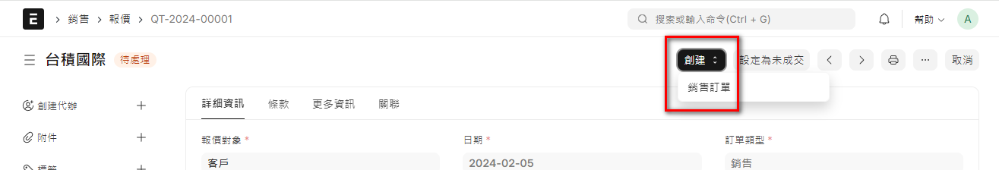 E 銷售 報價 QT-2024-00001 搜索或輸入命令(Ctrl + G) 幫助 A
台積國際 待處理 創建 設定為未成交 ... 取消
銷售訂單
創建代辦
詳細資訊 條款 更多資訊 關聯
附件
報價對象 * 日期 * 訂單類型 *
標籤
客戶 2024-02-05 銷售